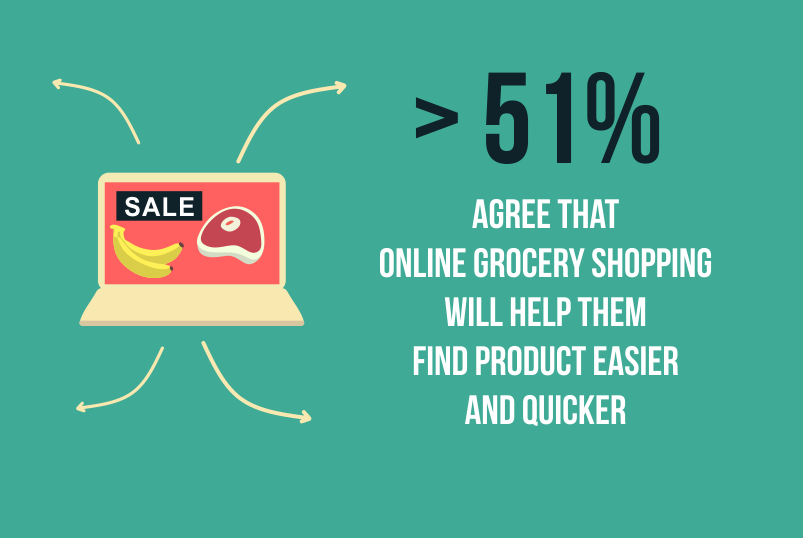 SALE
> 51%
AGREE THAT
ONLINE GROCERY SHOPPING
WILL HELP THEM
FIND PRODUCT EASIER
AND QUICKER